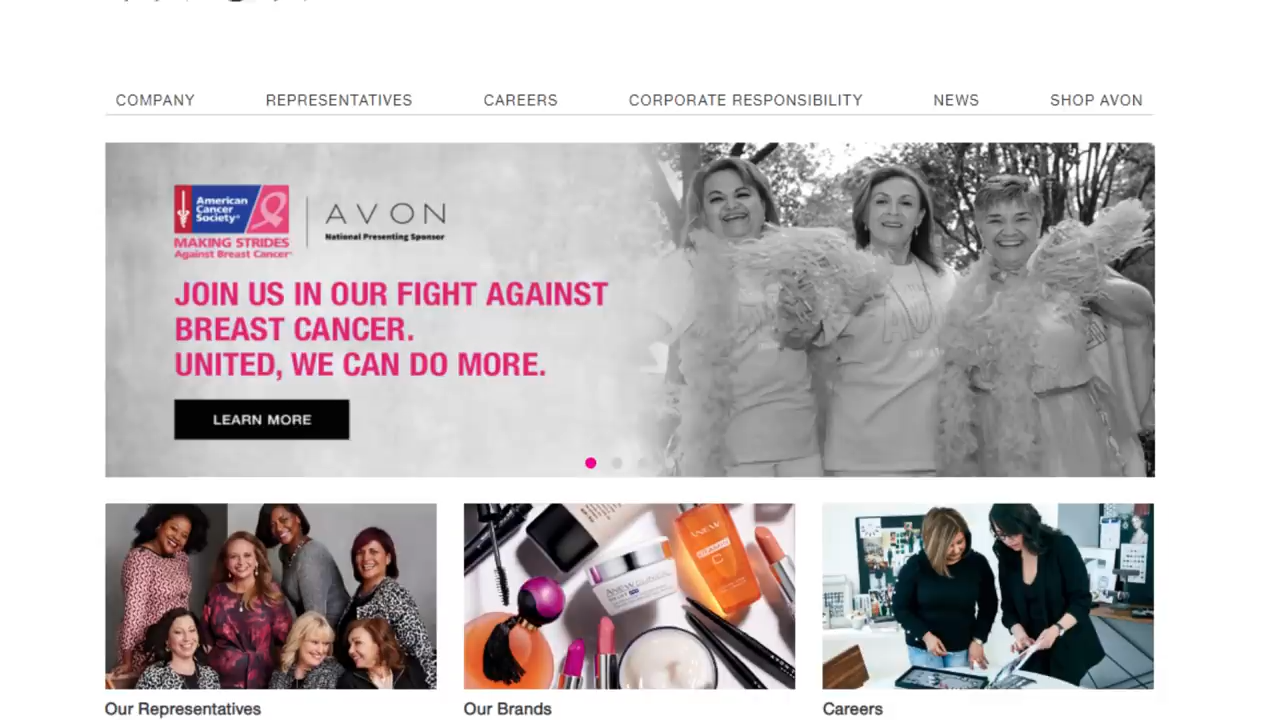 COMPANY REPRESENTATIVES CAREERS CORPORATE RESPONSIBILITY NEWS SHOP AVON
American
Cancer
Society®
MAKING STRIDES
Against Breast Cancer
AVON
National Presenting Sponsor
JOIN US IN OUR FIGHT AGAINST
BREAST CANCER.
UNITED, WE CAN DO MORE.
LEARN MORE
ANEW
C
ANEW
Our Representatives
Our Brands
Careers